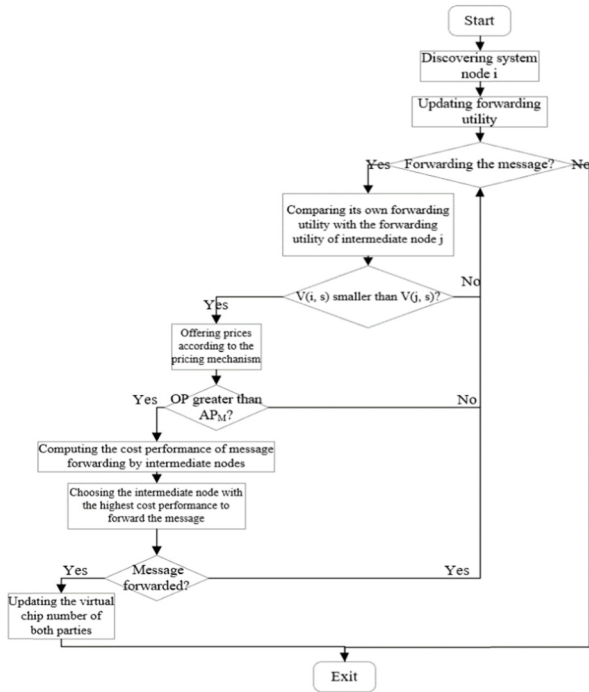 Start
Discovering system
node i
Updating forwarding
utility
Yes
Forwarding the message?
No
Comparing its own forwarding
utility with the forwarding
utility of intermediate node j
V(i, s) smaller than V(j, s)?
No
Yes
Offering prices
according to the
pricing mechanism
Yes
OP greater than
APM?
No
Computing the cost performance of message
forwarding by intermediate nodes
Choosing the intermediate node with
the highest cost performance to
forward the message
Yes
Message
forwarded?
Yes
Updating the virtual
chip number of
both parties
Exit